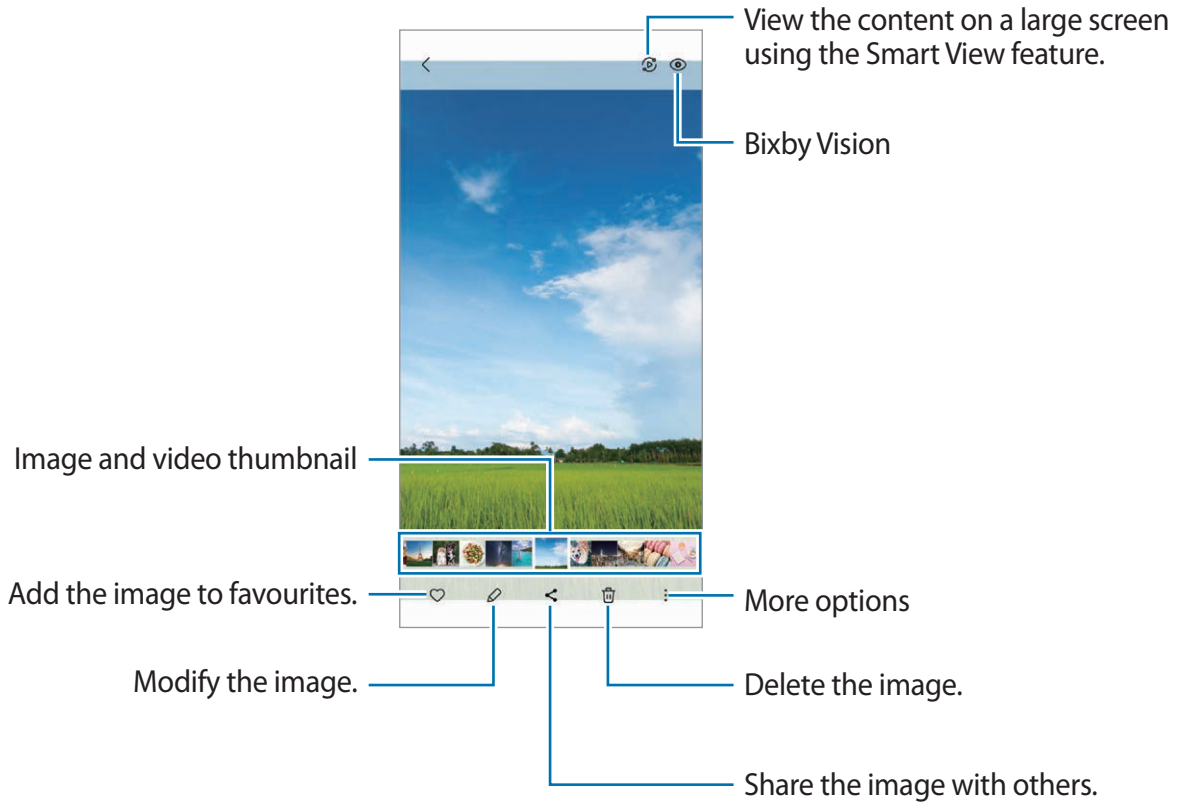 View the content on a large screen
using the Smart View feature.
Bixby Vision
Image and video thumbnail
Add the image to favourites.
More options
Modify the image.
Delete the image.
Share the image with others.